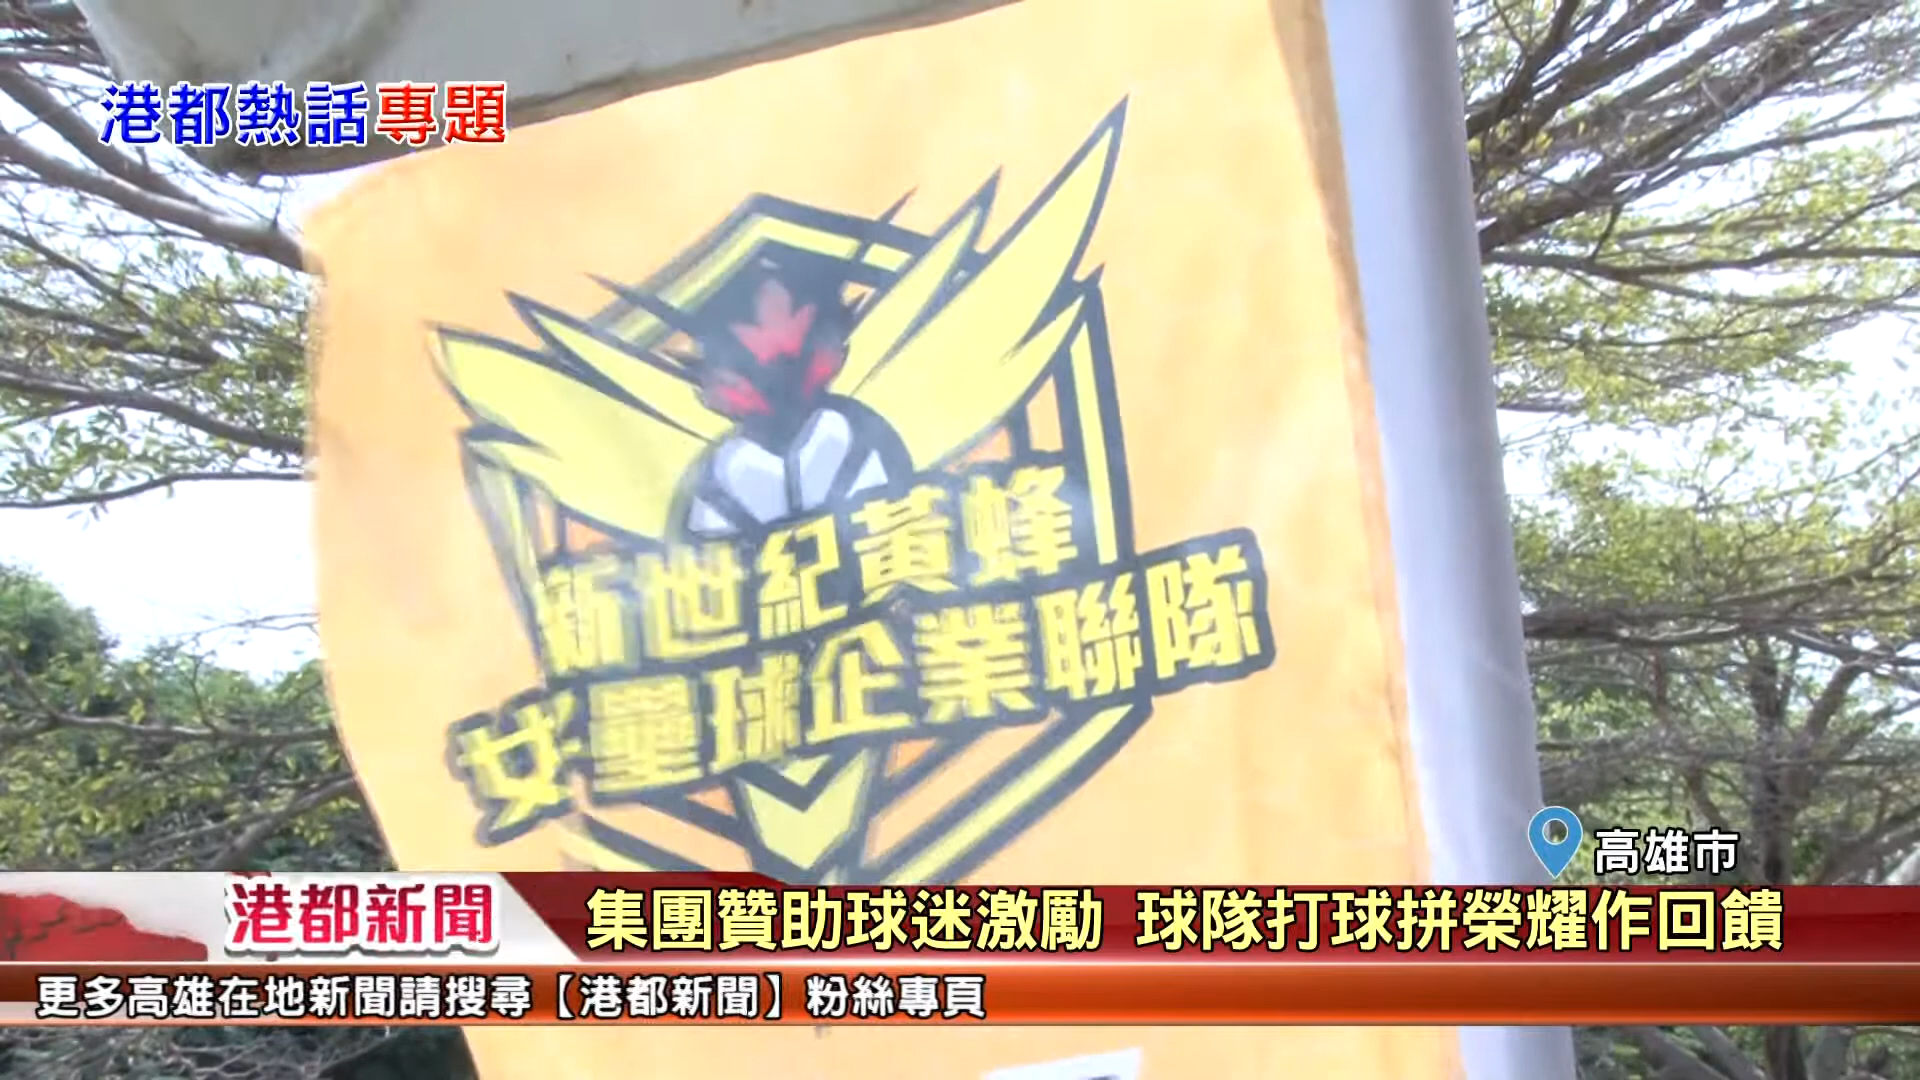 港都熱話專題
新世紀黃蜂
女壘球企業聯隊
高雄市
港都新聞
集團贊助球迷激勵 球隊打球拼榮耀作回饋
更多高雄在地新聞請搜尋【港都新聞】粉絲專頁